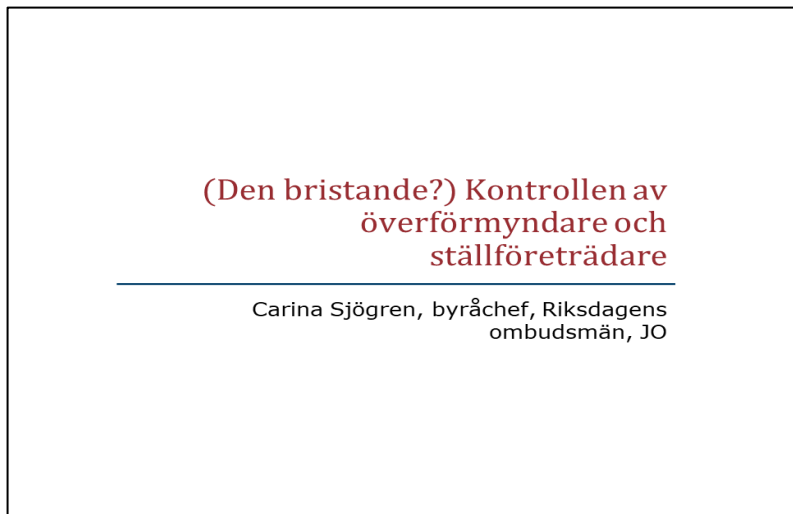 (Den bristande?) Kontrollen av
överförmyndare och
ställföreträdare
Carina Sjögren, byråchef, Riksdagens
ombudsmän, JO